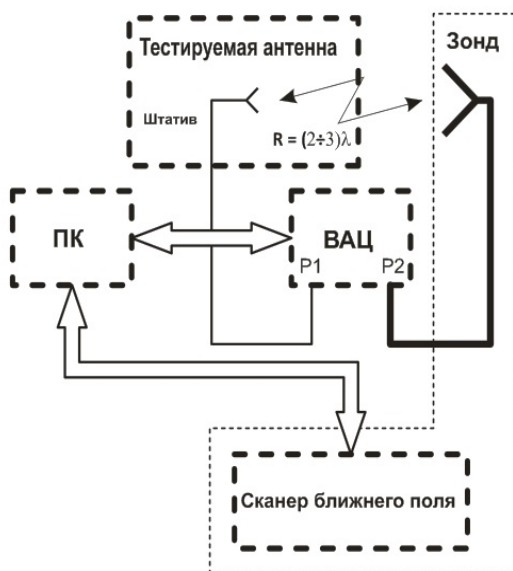 Тестируемая антенна
Зонд
Штатив
R = (2÷3)λ
ПК
ВАЦ
P1
P2
Сканер ближнего поля